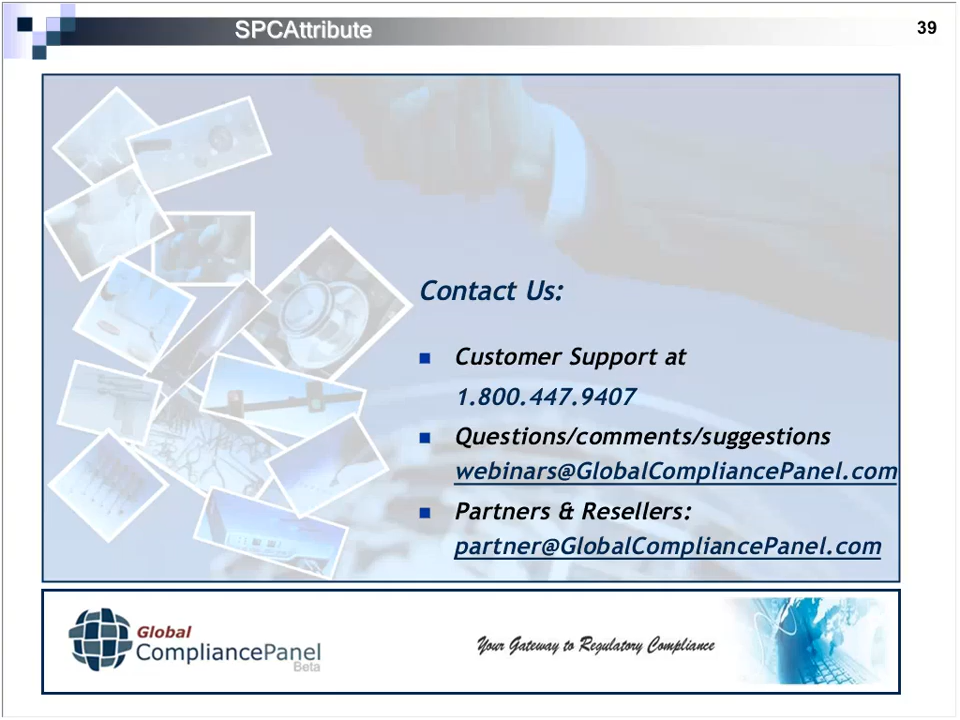 SPCAttribute
39
Contact Us:
Customer Support at
1.800.447.9407
Questions/comments/suggestions
webinars@GlobalCompliancePanel.com
Partners & Resellers:
partner@GlobalCompliancePanel.com
Global
CompliancePanel
Beta
Your Gateway to Regulatory Compliance